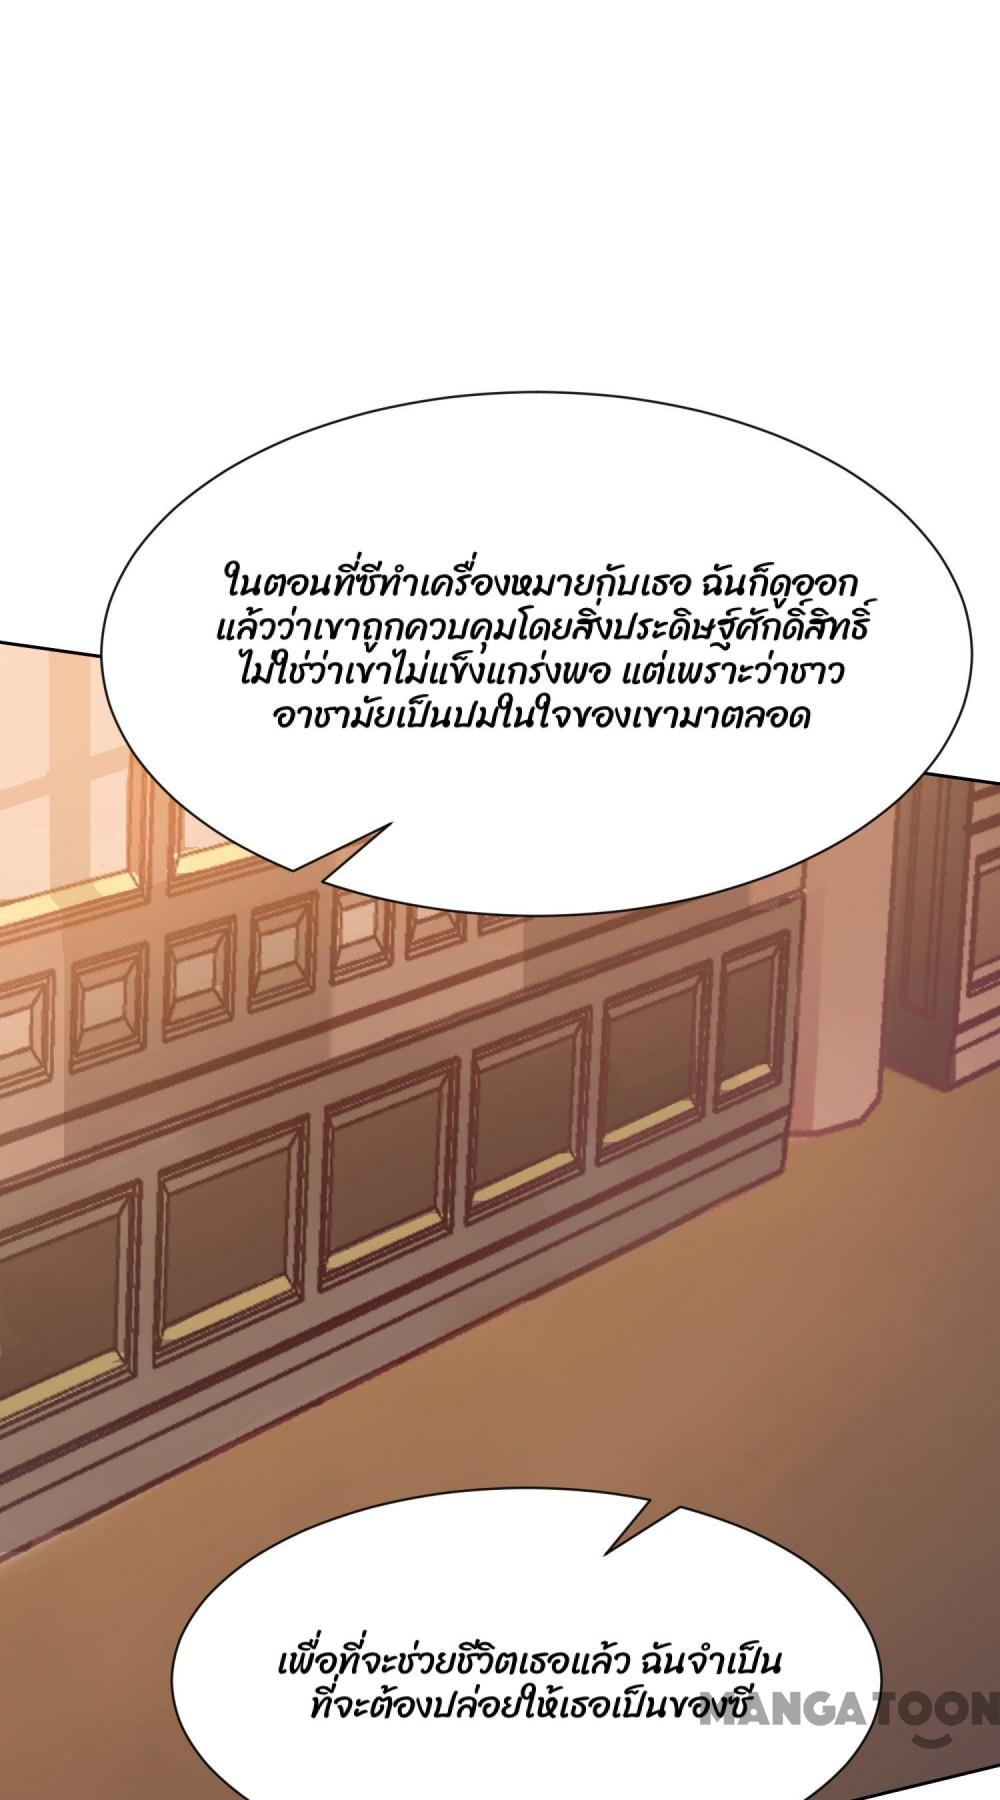 ในตอนที่ซีทำเครื่องหมายกับเธอ ฉันก็ดูออก
แล้วว่าเขาถูกควบคุมโดยสิ่งประดิษฐ์ศักดิ์สิทธิ์
ไม่ใช่ว่าเขาไม่แข็งแกร่งพอ แต่เพราะว่าชาว
อาชามัยเป็นปมในใจของเขามาตลอด
เพื่อที่จะช่วยชีวิตเธอแล้ว ฉันจำเป็น
ที่จะต้องปล่อยให้เธอเป็นของซี
MANGATOON